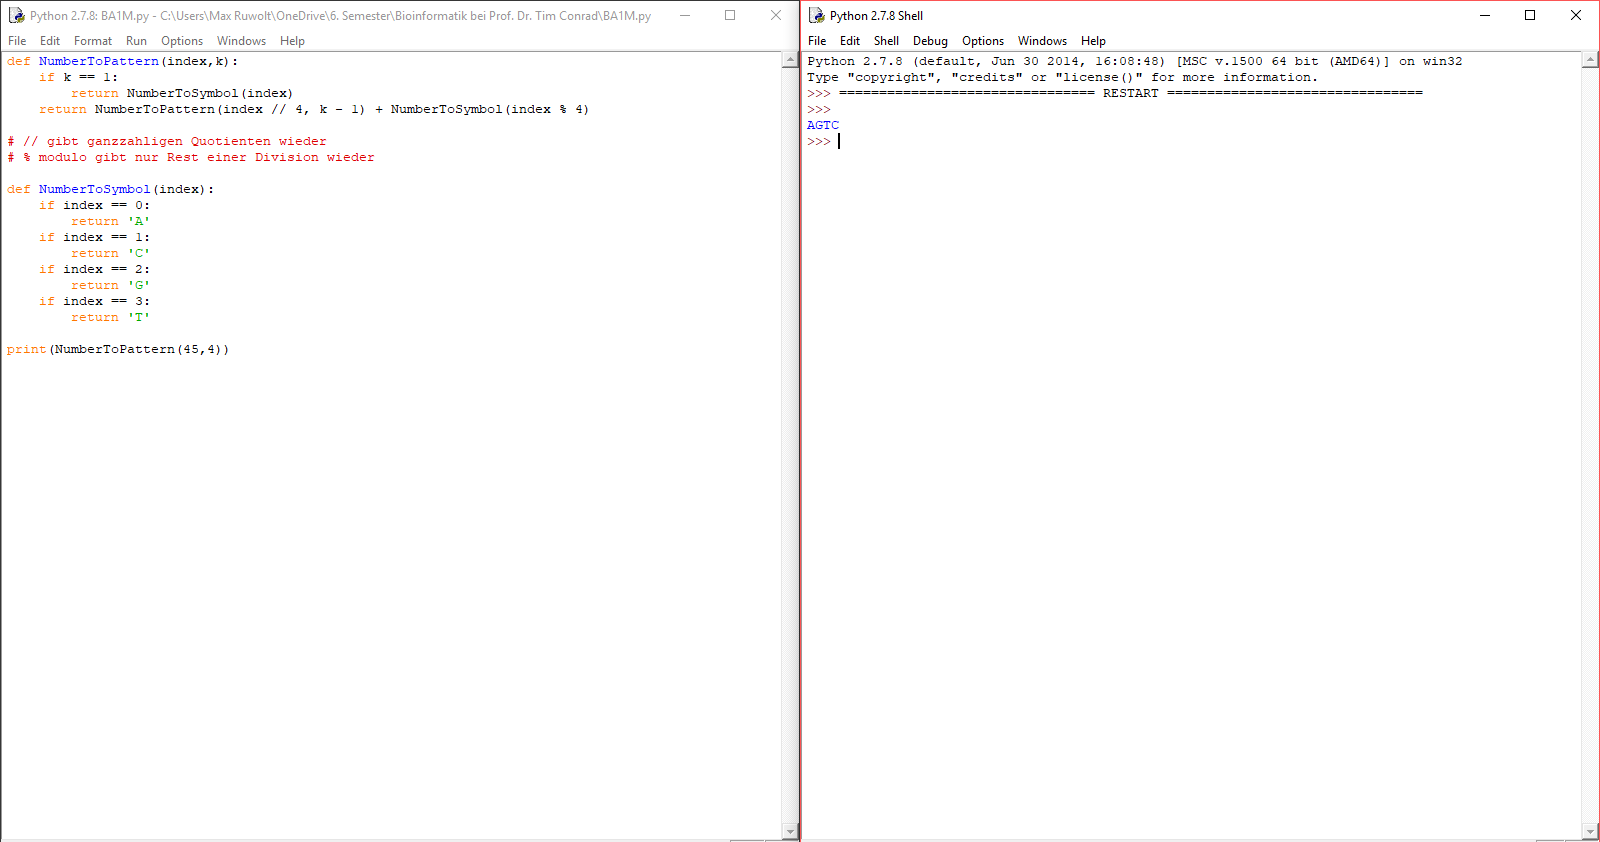 Python 2.7.8: BA1M.py - C:\Users\Max Ruwolt\OneDrive\6. Semester\Bioinformatik bei Prof. Dr. Tim Conrad\BA1M.py
File Edit Format Run Options Windows Help
def NumberToPattern(index,k):
    if k == 1:
        return NumberToSymbol(index)
    return NumberToPattern(index // 4, k - 1) + NumberToSymbol(index % 4)
# // gibt ganzzahligen Quotienten wieder
# % modulo gibt nur Rest einer Division wieder
def NumberToSymbol(index):
    if index == 0:
        return 'A'
    if index == 1:
        return 'C'
    if index == 2:
        return 'G'
    if index == 3:
        return 'T'
print(NumberToPattern(45,4))
Python 2.7.8 Shell
File Edit Shell Debug Options Windows Help
Python 2.7.8 (default, Jun 30 2014, 16:08:48) [MSC v.1500 64 bit (AMD64)] on win32
Type "copyright", "credits" or "license()" for more information.
>>> ================================ RESTART ================================
>>>
AGTC
>>>